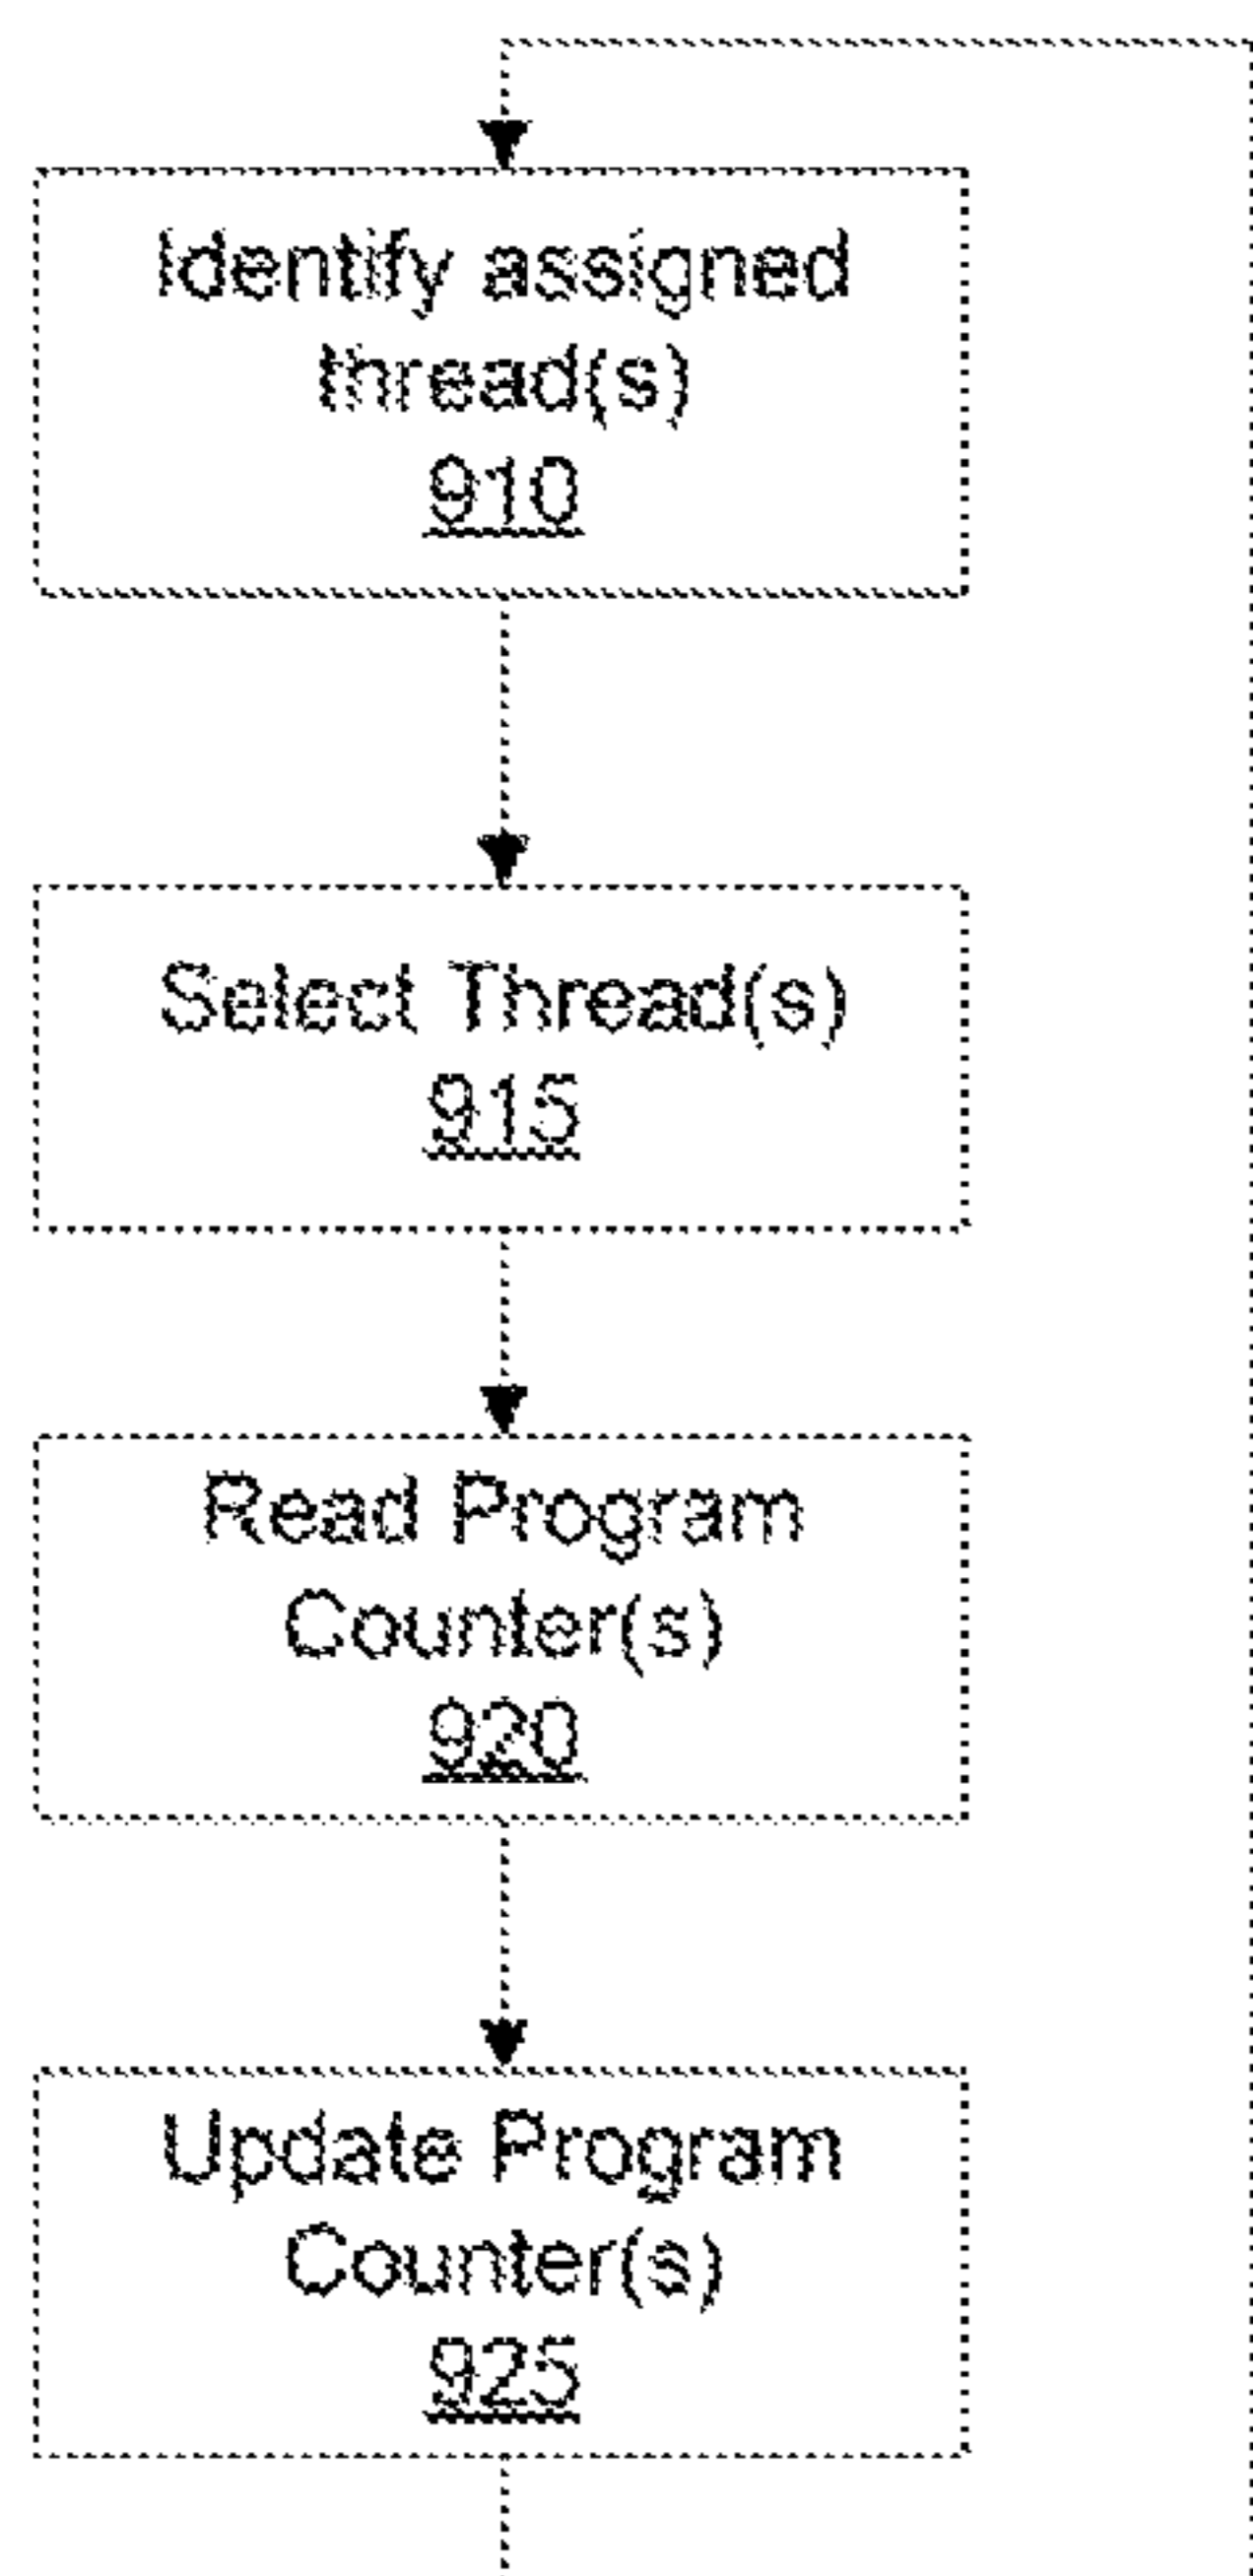 Identify assigned
thread(s)
910
Select Thread(s)
915
Read Program
Counter(s)
920
Update Program
Counter(s)
925